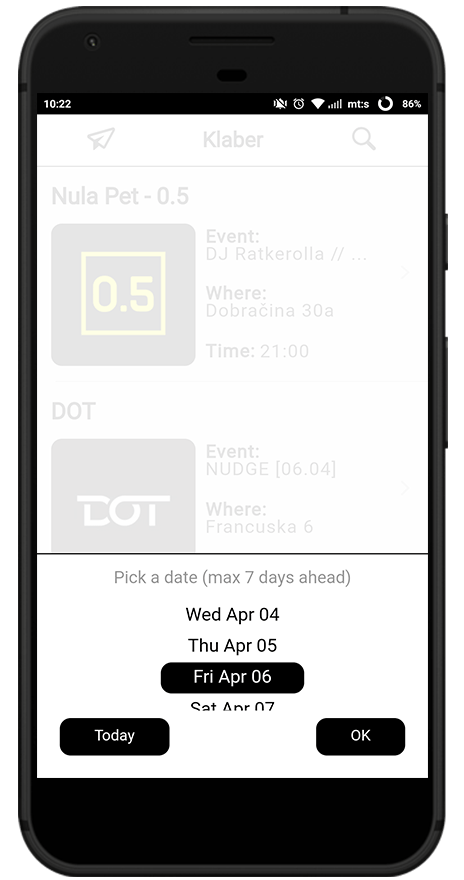 10:22
mt:s
86%
Klaber
Nula Pet - 0.5
0.5
Event:
DJ Ratkerolla // ...
Where:
Dobračina 30a
Time: 21:00
DOT
DOT
Event:
NUDGE [06.04]
Where:
Francuska 6
Pick a date (max 7 days ahead)
Wed Apr 04
Thu Apr 05
Fri Apr 06
Sat Apr 07
Today
OK